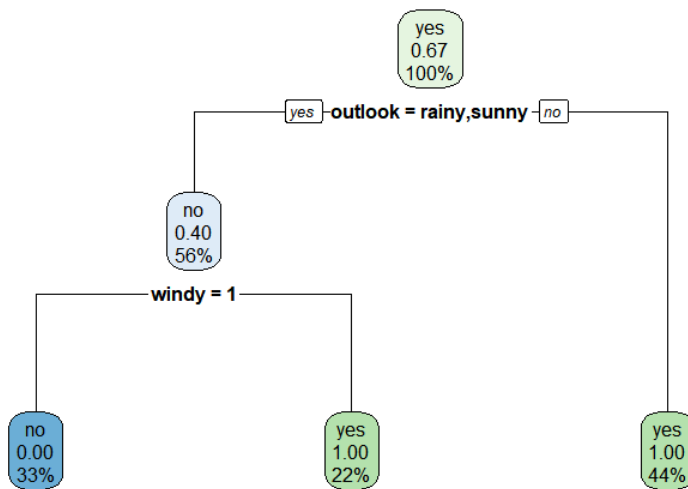 yes
0.67
100%
yes outlook = rainy,sunny no
no
0.40
56%
windy = 1
no
0.00
33%
yes
1.00
22%
yes
1.00
44%